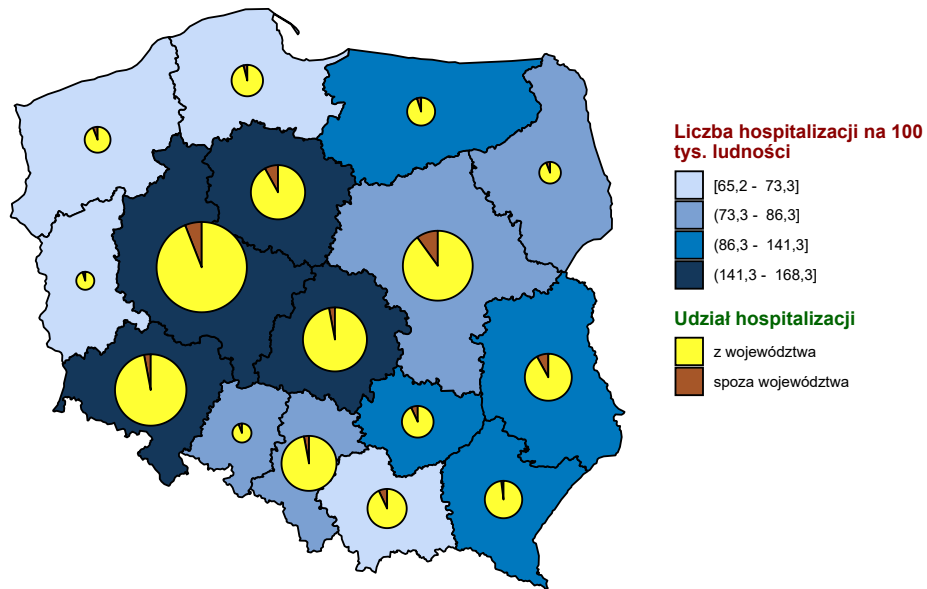 Liczba hospitalizacji na 100
tys. ludności
[65,2 - 73,3]
(73,3 - 86,3]
(86,3 - 141,3]
(141,3 - 168,3]
Udział hospitalizacji
z województwa
spoza województwa